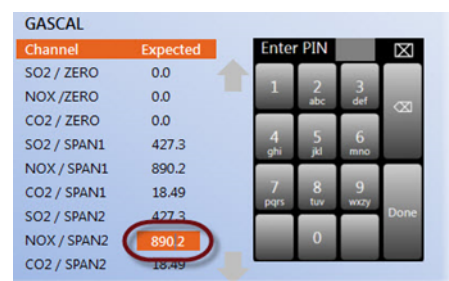 GASCAL
Channel Expected
SO2 / ZERO 0.0
NOX /ZERO 0.0
CO2 / ZERO 0.0
SO2 / SPAN1 427.3
NOX / SPAN1 890.2
CO2 / SPAN1 18.49
SO2 / SPAN2 427.3
NOX / SPAN2 890.2
CO2 / SPAN2 18.49
Enter PIN
1 2 3
abc def
4 5 6
ghi jkl mno
7 8 9
pqrs tuv wxzy
Done
0